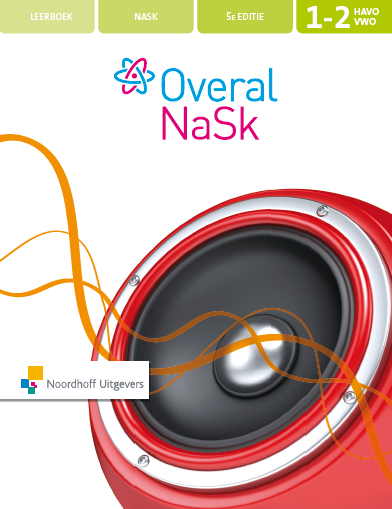 LEERBOEK
NASK
5E EDITIE
1-2 HAVO
VWO
Overal
NaSk
Noordhoff Uitgevers